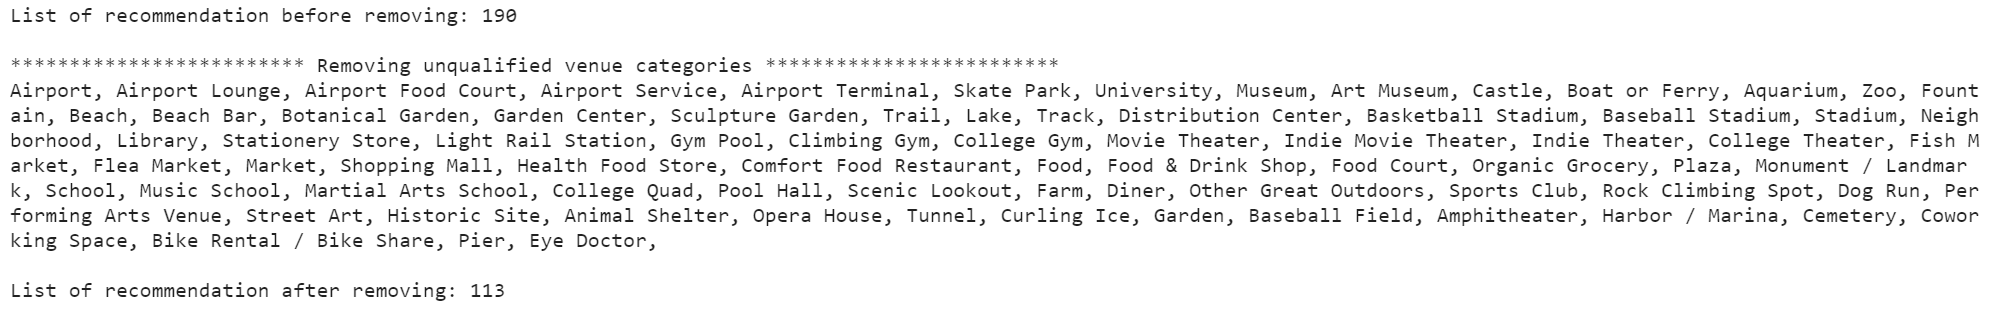 List of recommendation before removing: 190
************************* Removing unqualified venue categories *************************
Airport, Airport Lounge, Airport Food Court, Airport Service, Airport Terminal, Skate Park, University, Museum, Art Museum, Castle, Boat or Ferry, Aquarium, Zoo, Fount
ain, Beach, Beach Bar, Botanical Garden, Garden Center, Sculpture Garden, Trail, Lake, Track, Distribution Center, Basketball Stadium, Baseball Stadium, Stadium, Neigh
borhood, Library, Stationery Store, Light Rail Station, Gym Pool, Climbing Gym, College Gym, Movie Theater, Indie Movie Theater, Indie Theater, College Theater, Fish M
arket, Flea Market, Market, Shopping Mall, Health Food Store, Comfort Food Restaurant, Food, Food & Drink Shop, Food Court, Organic Grocery, Plaza, Monument / Landmar
k, School, Music School, Martial Arts School, College Quad, Pool Hall, Scenic Lookout, Farm, Diner, Other Great Outdoors, Sports Club, Rock Climbing Spot, Dog Run, Per
forming Arts Venue, Street Art, Historic Site, Animal Shelter, Opera House, Tunnel, Curling Ice, Garden, Baseball Field, Amphitheater, Harbor / Marina, Cemetery, Cowor
king Space, Bike Rental / Bike Share, Pier, Eye Doctor,
List of recommendation after removing: 113